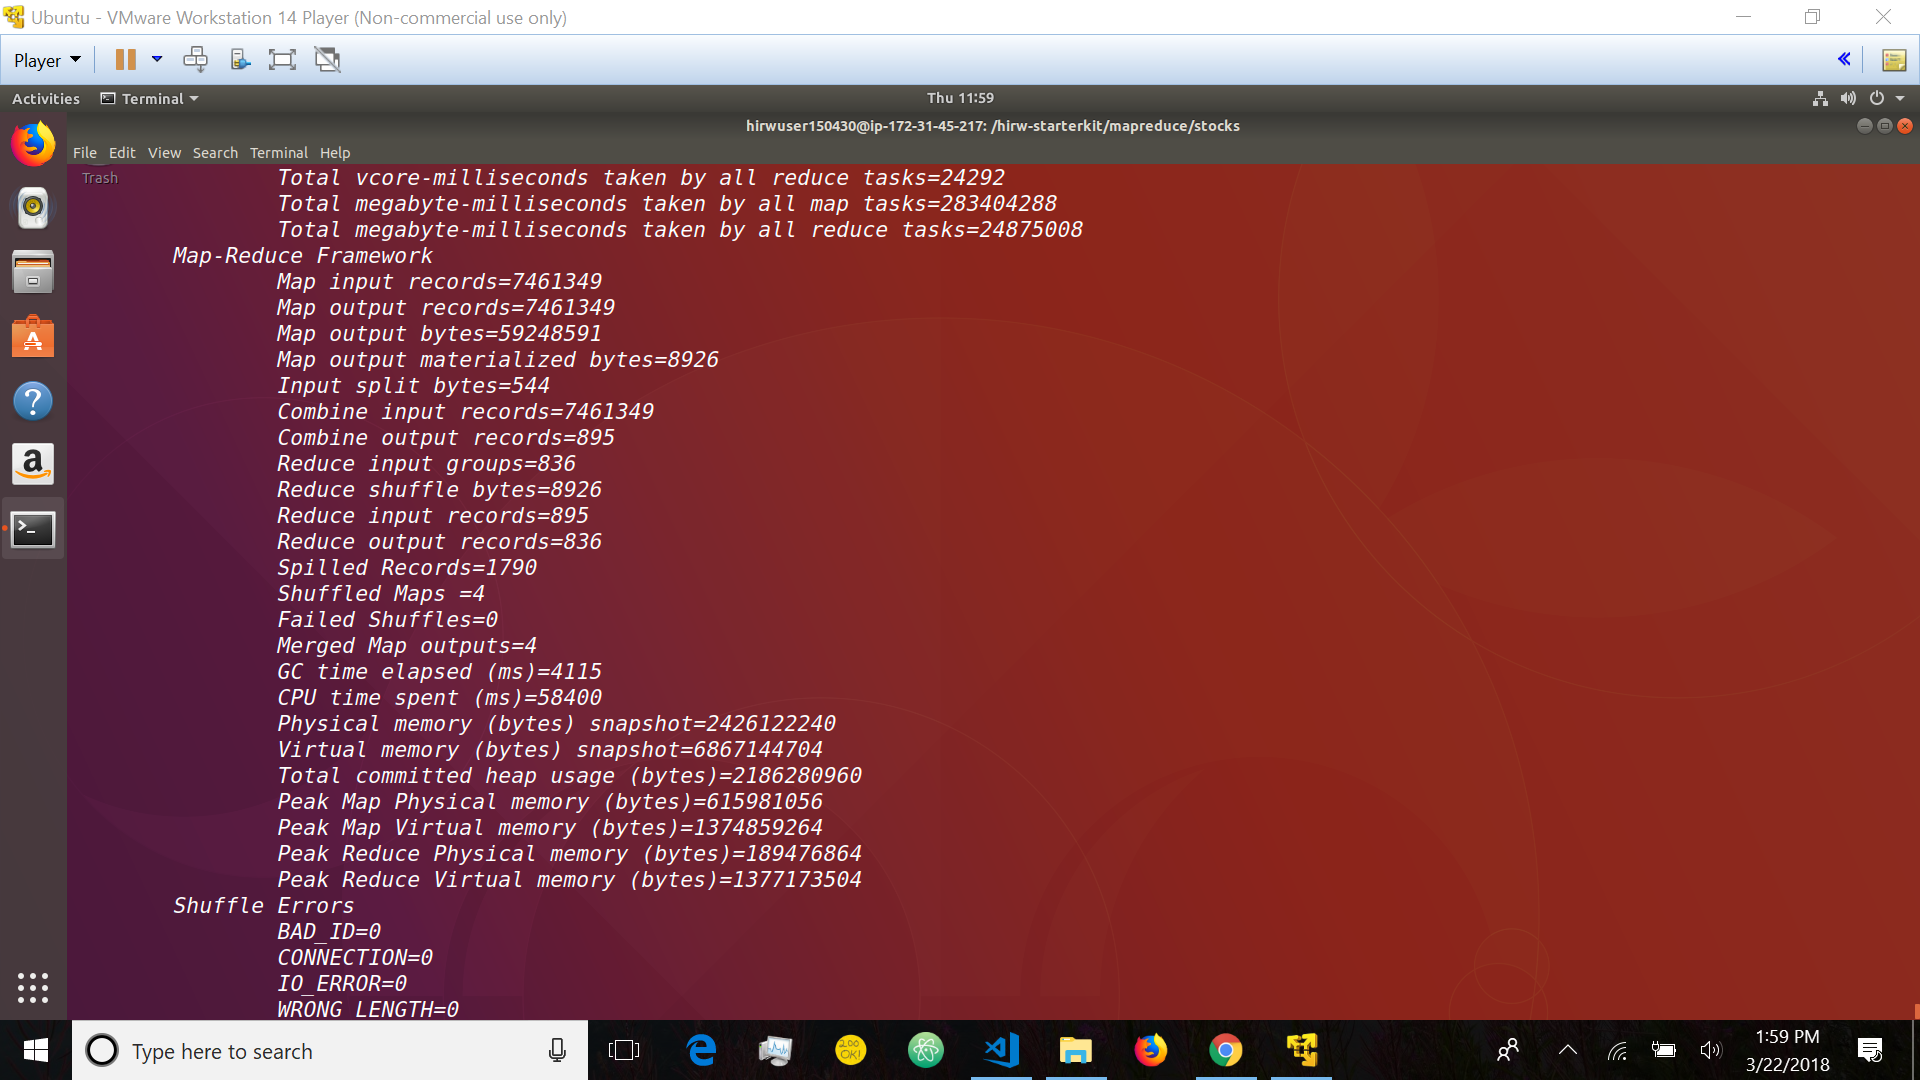 Ubuntu - VMware Workstation 14 Player (Non-commercial use only)
Player
Activities
Terminal
Thu 11:59
hirwuser150430@ip-172-31-45-217: /hirw-starterkit/mapreduce/stocks
File Edit View Search Terminal Help
Trash
Total vcore-milliseconds taken by all reduce tasks=24292
Total megabyte-milliseconds taken by all map tasks=283404288
Total megabyte-milliseconds taken by all reduce tasks=24875008
Map-Reduce Framework
Map input records=7461349
Map output records=7461349
Map output bytes=59248591
Map output materialized bytes=8926
Input split bytes=544
Combine input records=7461349
Combine output records=895
Reduce input groups=836
Reduce shuffle bytes=8926
Reduce input records=895
Reduce output records=836
Spilled Records=1790
Shuffled Maps =4
Failed Shuffles=0
Merged Map outputs=4
GC time elapsed (ms)=4115
CPU time spent (ms)=58400
Physical memory (bytes) snapshot=2426122240
Virtual memory (bytes) snapshot=6867144704
Total committed heap usage (bytes)=2186280960
Peak Map Physical memory (bytes)=615981056
Peak Map Virtual memory (bytes)=1374859264
Peak Reduce Physical memory (bytes)=189476864
Peak Reduce Virtual memory (bytes)=1377173504
Shuffle Errors
BAD_ID=0
CONNECTION=0
IO_ERROR=0
WRONG_LENGTH=0
Type here to search
200
OK!
1:59 PM
3/22/2018